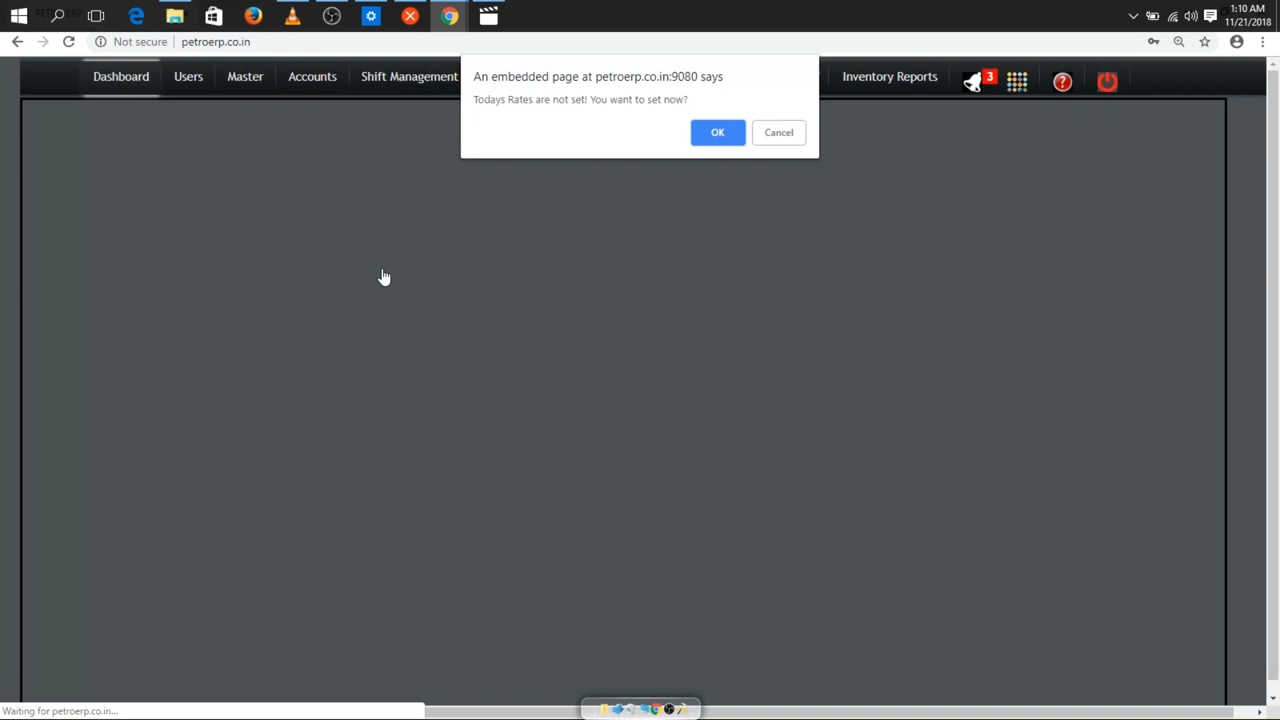 PETROERP
1:10 AM
11/21/2018
Not secure
petroerp.co.in
An embedded page at petroerp.co.in:9080 says
Todays Rates are not set! You want to set now?
OK
Cancel
Dashboard
Users
Master
Accounts
Shift Management
Inventory Reports
3
?
Waiting for petroerp.co.in...